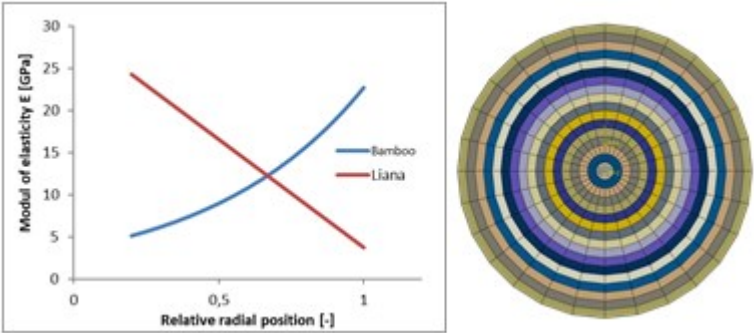 Modul of elasticity E [GPa]
30
25
20
15
10
5
0
0
0,5
1
Relative radial position [-]
Bamboo
Liana